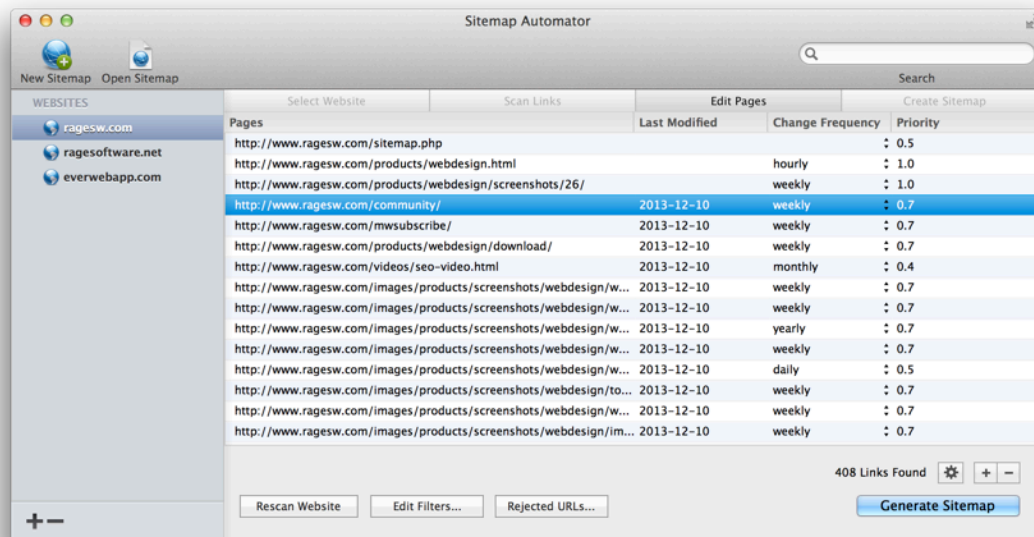 Sitemap Automator
New Sitemap Open Sitemap
Search
WEBSITES
ragesw.com
ragesoftware.net
everwebapp.com
Select Website Scan Links Edit Pages Create Sitemap
Pages Last Modified Change Frequency Priority
http://www.ragesw.com/sitemap.php 0.5
http://www.ragesw.com/products/webdesign.html hourly 1.0
http://www.ragesw.com/products/webdesign/screenshots/26/ weekly 1.0
http://www.ragesw.com/community/ 2013-12-10 weekly 0.7
http://www.ragesw.com/mwsubscribe/ 2013-12-10 weekly 0.7
http://www.ragesw.com/products/webdesign/download/ 2013-12-10 weekly 0.7
http://www.ragesw.com/videos/seo-video.html 2013-12-10 monthly 0.4
http://www.ragesw.com/images/products/screenshots/webdesign/w... 2013-12-10 weekly 0.7
http://www.ragesw.com/images/products/screenshots/webdesign/w... 2013-12-10 weekly 0.7
http://www.ragesw.com/images/products/screenshots/webdesign/w... 2013-12-10 yearly 0.7
http://www.ragesw.com/images/products/screenshots/webdesign/w... 2013-12-10 weekly 0.7
http://www.ragesw.com/images/products/screenshots/webdesign/w... 2013-12-10 daily 0.5
http://www.ragesw.com/images/products/screenshots/webdesign/to... 2013-12-10 weekly 0.7
http://www.ragesw.com/images/products/screenshots/webdesign/w... 2013-12-10 weekly 0.7
http://www.ragesw.com/images/products/screenshots/webdesign/im... 2013-12-10 weekly 0.7
408 Links Found
Rescan Website Edit Filters... Rejected URLs... Generate Sitemap